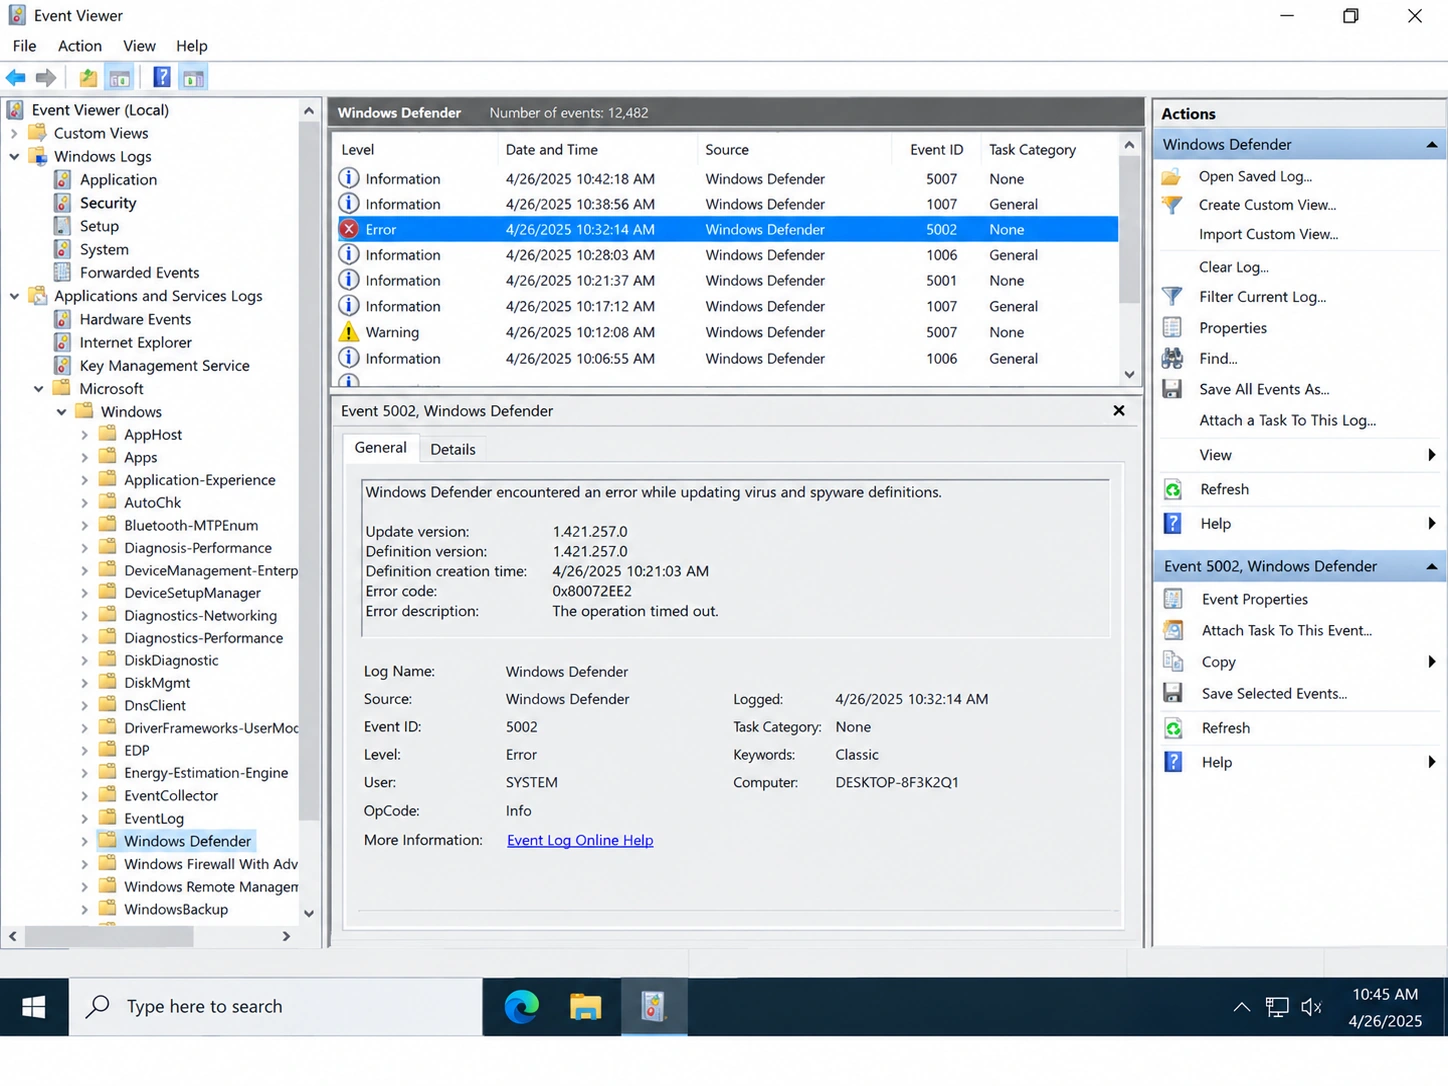 Event Viewer
File Action View Help
Event Viewer (Local)
Custom Views
Windows Logs
Application
Security
Setup
System
Forwarded Events
Applications and Services Logs
Hardware Events
Internet Explorer
Key Management Service
Microsoft
Windows
AppHost
Apps
Application-Experience
AutoChk
Bluetooth-MTPEnum
Diagnosis-Performance
DeviceManagement-Enterp
DeviceSetupManager
Diagnostics-Networking
Diagnostics-Performance
DiskDiagnostic
DiskMgmt
DnsClient
DriverFrameworks-UserMod
EDP
Energy-Estimation-Engine
EventCollector
EventLog
Windows Defender
Windows Firewall With Adv
Windows Remote Managem
WindowsBackup
Windows Defender Number of events: 12,482
Level Date and Time Source Event ID Task Category
Information 4/26/2025 10:42:18 AM Windows Defender 5007 None
Information 4/26/2025 10:38:56 AM Windows Defender 1007 General
Error 4/26/2025 10:32:14 AM Windows Defender 5002 None
Information 4/26/2025 10:28:03 AM Windows Defender 1006 General
Information 4/26/2025 10:21:37 AM Windows Defender 5001 None
Information 4/26/2025 10:17:12 AM Windows Defender 1007 General
Warning 4/26/2025 10:12:08 AM Windows Defender 5007 None
Information 4/26/2025 10:06:55 AM Windows Defender 1006 General
Event 5002, Windows Defender
General Details
Windows Defender encountered an error while updating virus and spyware definitions.
Update version: 1.421.257.0
Definition version: 1.421.257.0
Definition creation time: 4/26/2025 10:21:03 AM
Error code: 0x80072EE2
Error description: The operation timed out.
Log Name: Windows Defender
Source: Windows Defender Logged: 4/26/2025 10:32:14 AM
Event ID: 5002 Task Category: None
Level: Error Keywords: Classic
User: SYSTEM Computer: DESKTOP-8F3K2Q1
OpCode: Info
More Information: Event Log Online Help
Actions
Windows Defender
Open Saved Log...
Create Custom View...
Import Custom View...
Clear Log...
Filter Current Log...
Properties
Find...
Save All Events As...
Attach a Task To This Log...
View
Refresh
Help
Event 5002, Windows Defender
Event Properties
Attach Task To This Event...
Copy
Save Selected Events...
Refresh
Help
Type here to search
10:45 AM
4/26/2025